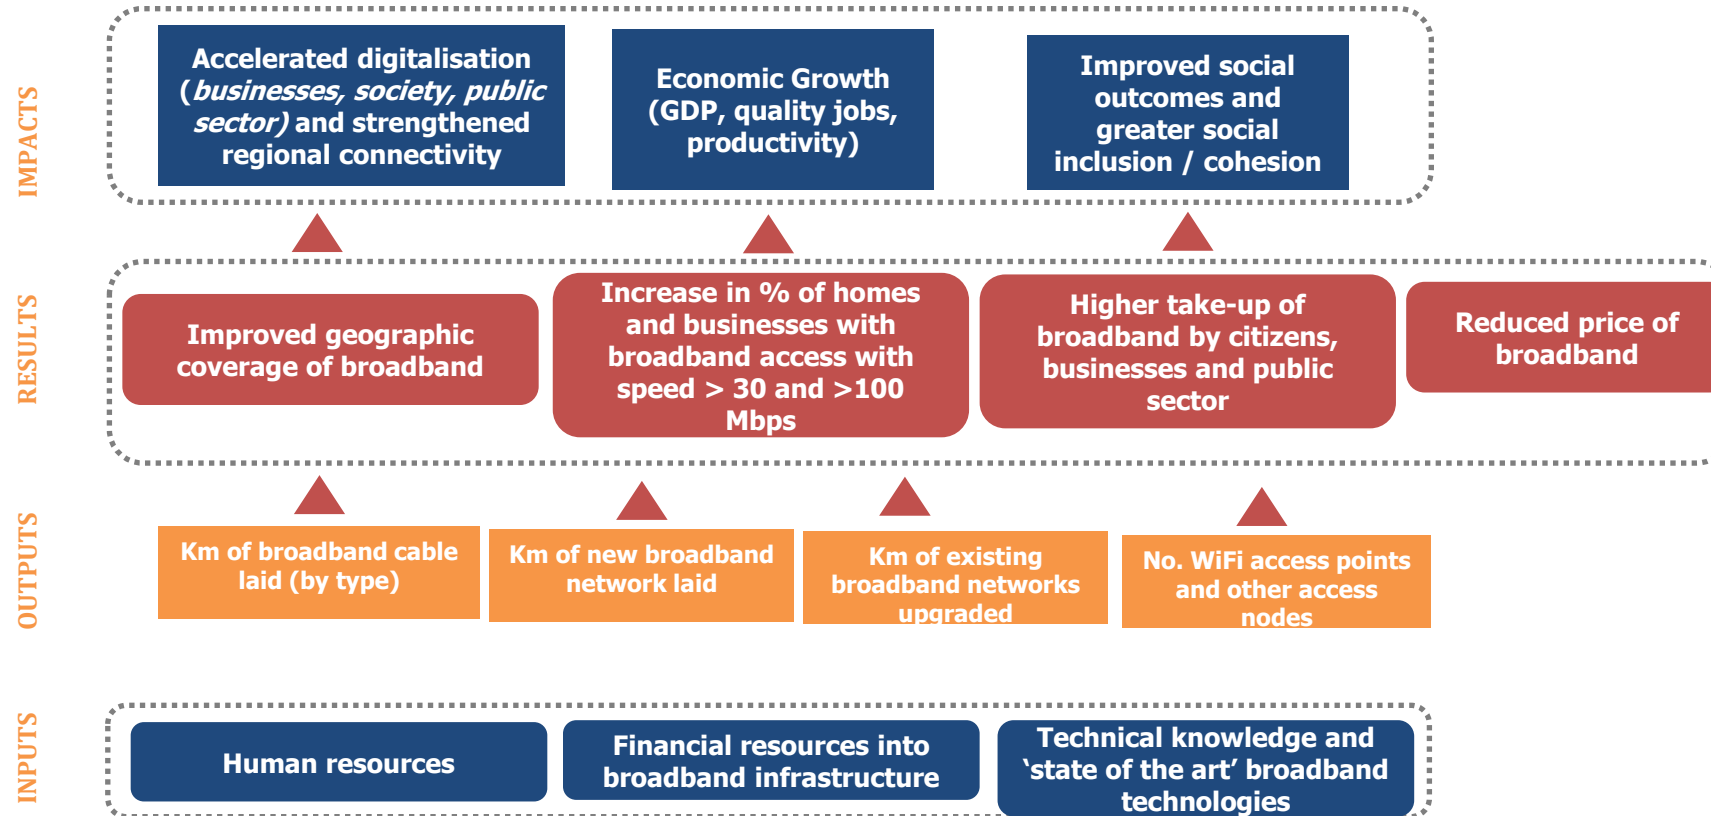 IMPACTS
Accelerated digitalisation
(businesses, society, public
sector) and strengthened
regional connectivity
Economic Growth
(GDP, quality jobs,
productivity)
Improved social
outcomes and
greater social
inclusion / cohesion
RESULTS
Improved geographic
coverage of broadband
Increase in % of homes
and businesses with
broadband access with
speed > 30 and >100
Mbps
Higher take-up of
broadband by citizens,
businesses and public
sector
Reduced price of
broadband
OUTPUTS
Km of broadband cable
laid (by type)
Km of new broadband
network laid
Km of existing
broadband networks
upgraded
No. WiFi access points
and other access
nodes
INPUTS
Human resources
Financial resources into
broadband infrastructure
Technical knowledge and
‘state of the art’ broadband
technologies